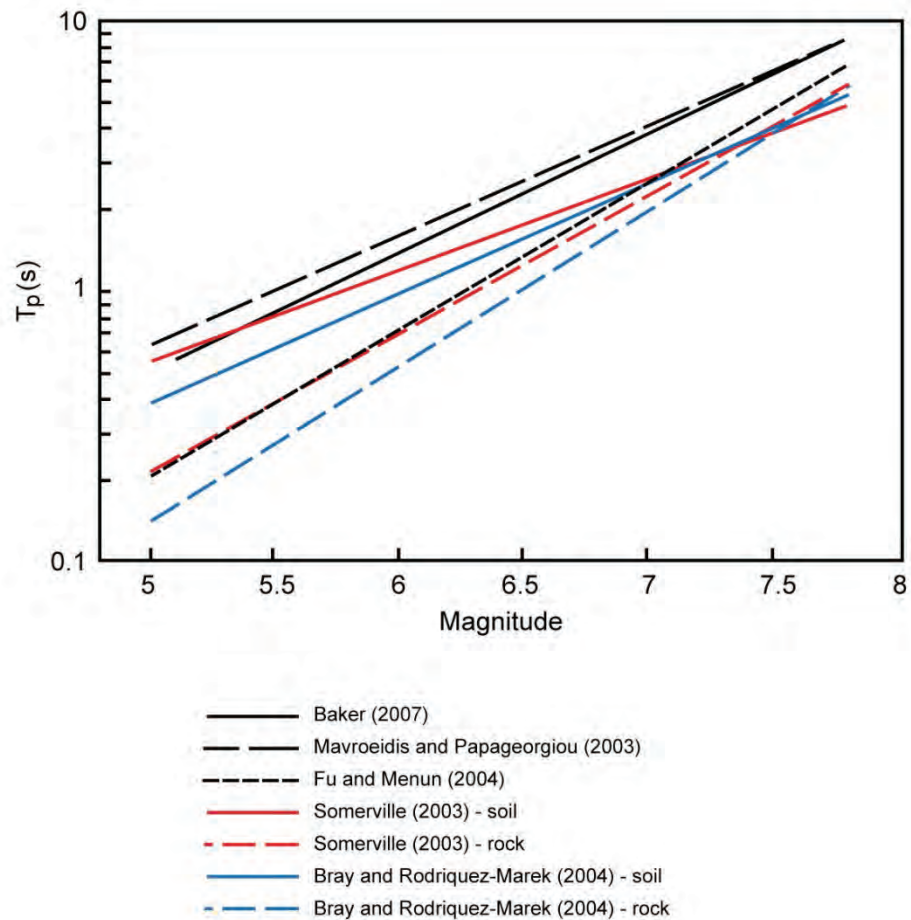 10
1
0.1
Tp(s)
5 5.5 6 6.5 7 7.5 8
Magnitude
Baker (2007)
Mavroeidis and Papageorgiou (2003)
Fu and Menun (2004)
Somerville (2003) - soil
Somerville (2003) - rock
Bray and Rodriquez-Marek (2004) - soil
Bray and Rodriquez-Marek (2004) - rock